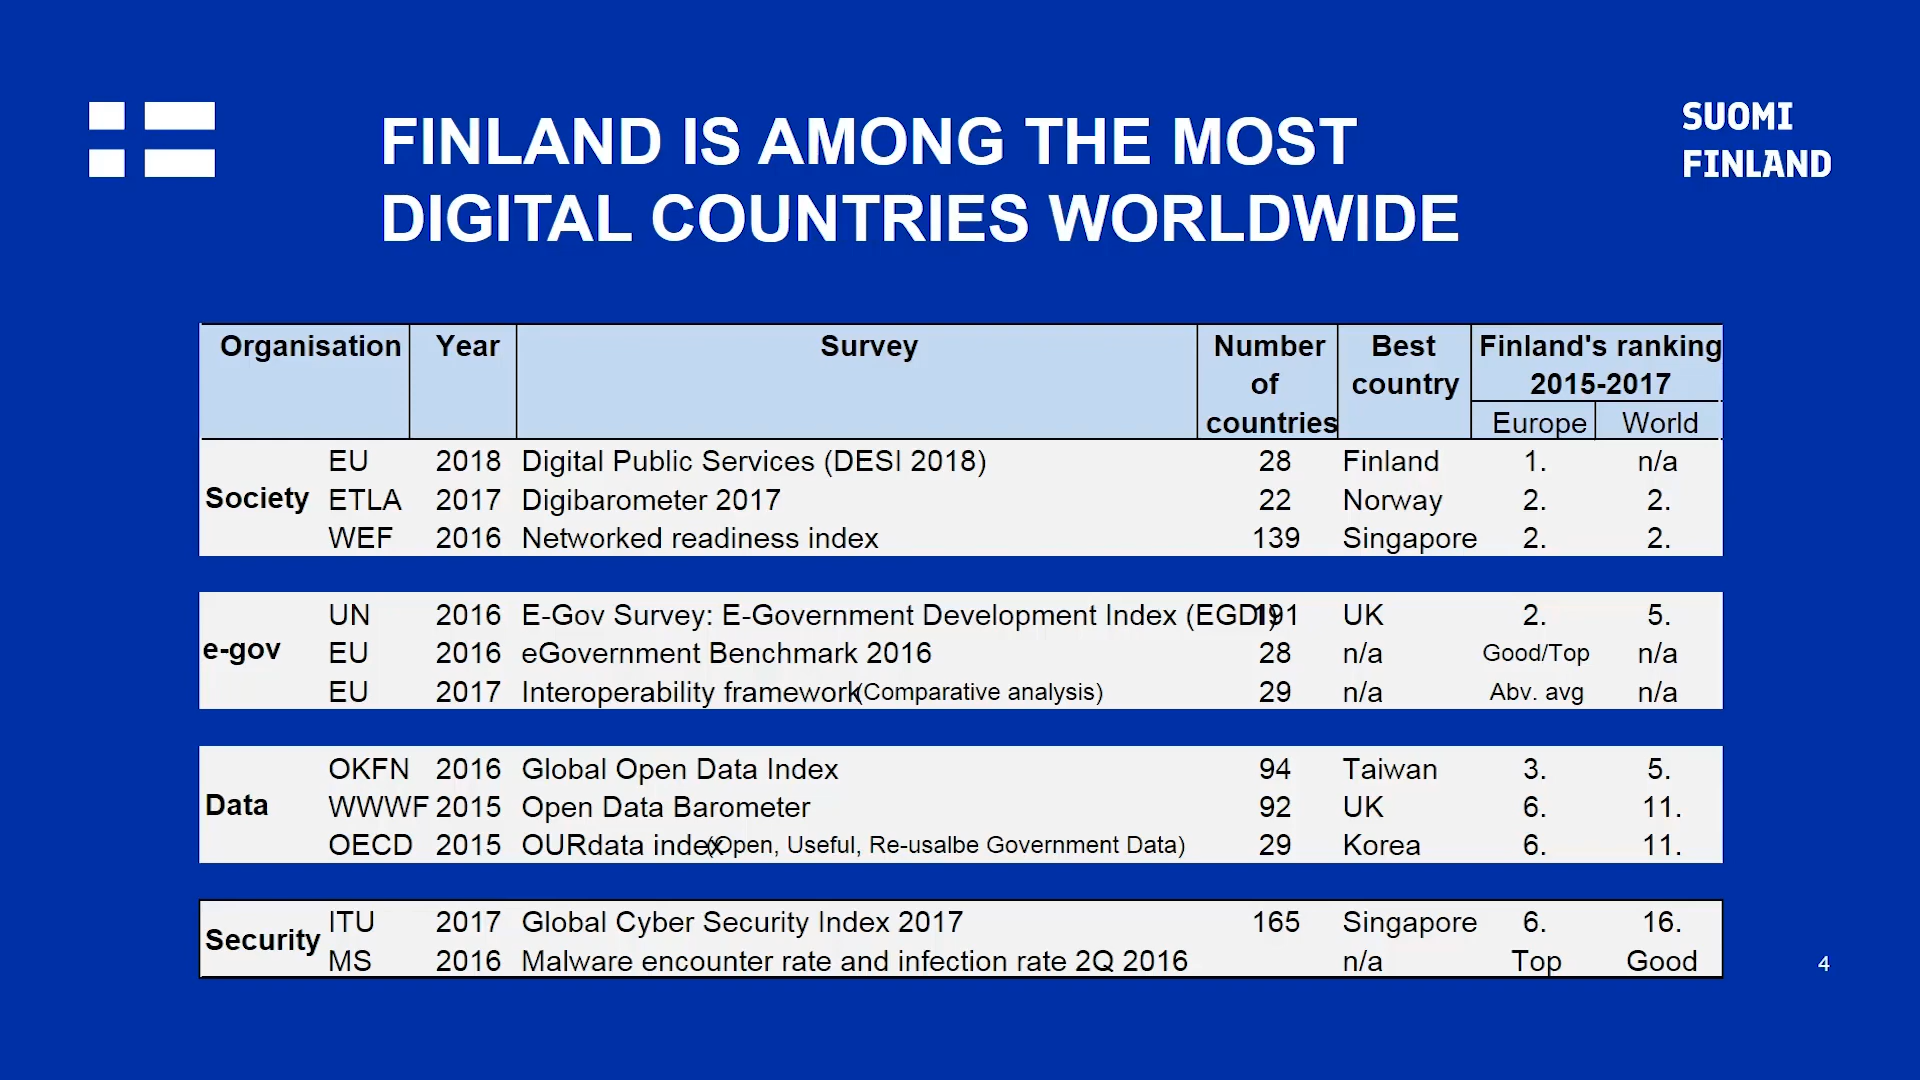 FINLAND IS AMONG THE MOST
DIGITAL COUNTRIES WORLDWIDE
SUOMI
FINLAND
Organisation Year Survey Number of countries Best country Finland's ranking 2015-2017
Europe World
Society
EU 2018 Digital Public Services (DESI 2018) 28 Finland 1. n/a
ETLA 2017 Digibarometer 2017 22 Norway 2. 2.
WEF 2016 Networked readiness index 139 Singapore 2. 2.
e-gov
UN 2016 E-Gov Survey: E-Government Development Index (EGDI) 191 UK 2. 5.
EU 2016 eGovernment Benchmark 2016 28 n/a Good/Top n/a
EU 2017 Interoperability framework (Comparative analysis) 29 n/a Abv. avg n/a
Data
OKFN 2016 Global Open Data Index 94 Taiwan 3. 5.
WWWF 2015 Open Data Barometer 92 UK 6. 11.
OECD 2015 OURdata index (Open, Useful, Re-usalbe Government Data) 29 Korea 6. 11.
Security
ITU 2017 Global Cyber Security Index 2017 165 Singapore 6. 16.
MS 2016 Malware encounter rate and infection rate 2Q 2016 n/a Top Good
4